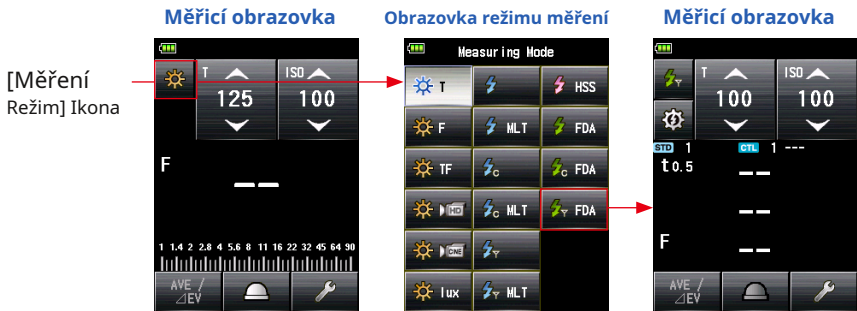 Měřicí obrazovka
Obrazovka režimu měření
Měřicí obrazovka
[Měření
Režim] Ikona
T
125
ISO
100
F
1 1.4 2 2.8 4 5.6 8 11 16 22 32 45 64 90
AVE /
⊿EV
Measuring Mode
T
HSS
F
MLT
FDA
TF
C
C FDA
HD
C MLT
Y FDA
CNE
Y
lux
Y MLT
Y
T
100
ISO
100
STD 1
CTL 1 ---
t0.5
F
AVE /
⊿EV